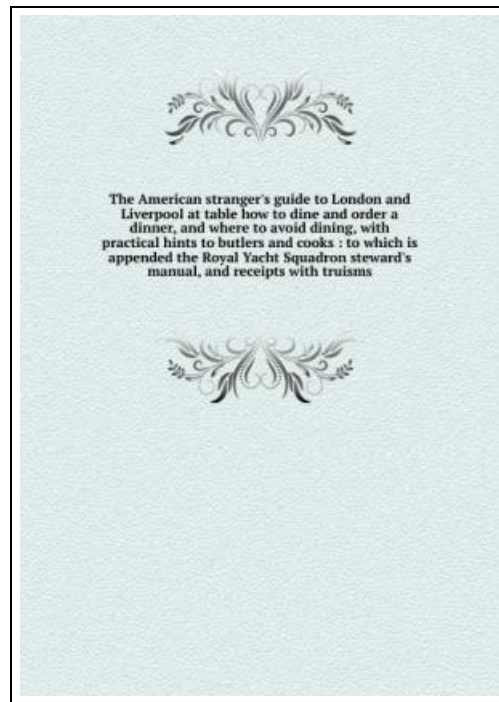 The American stranger's guide to London and
Liverpool at table how to dine and order a
dinner, and where to avoid dining, with
practical hints to butlers and cooks : to which is
appended the Royal Yacht Squadron steward's
manual, and receipts with truisms